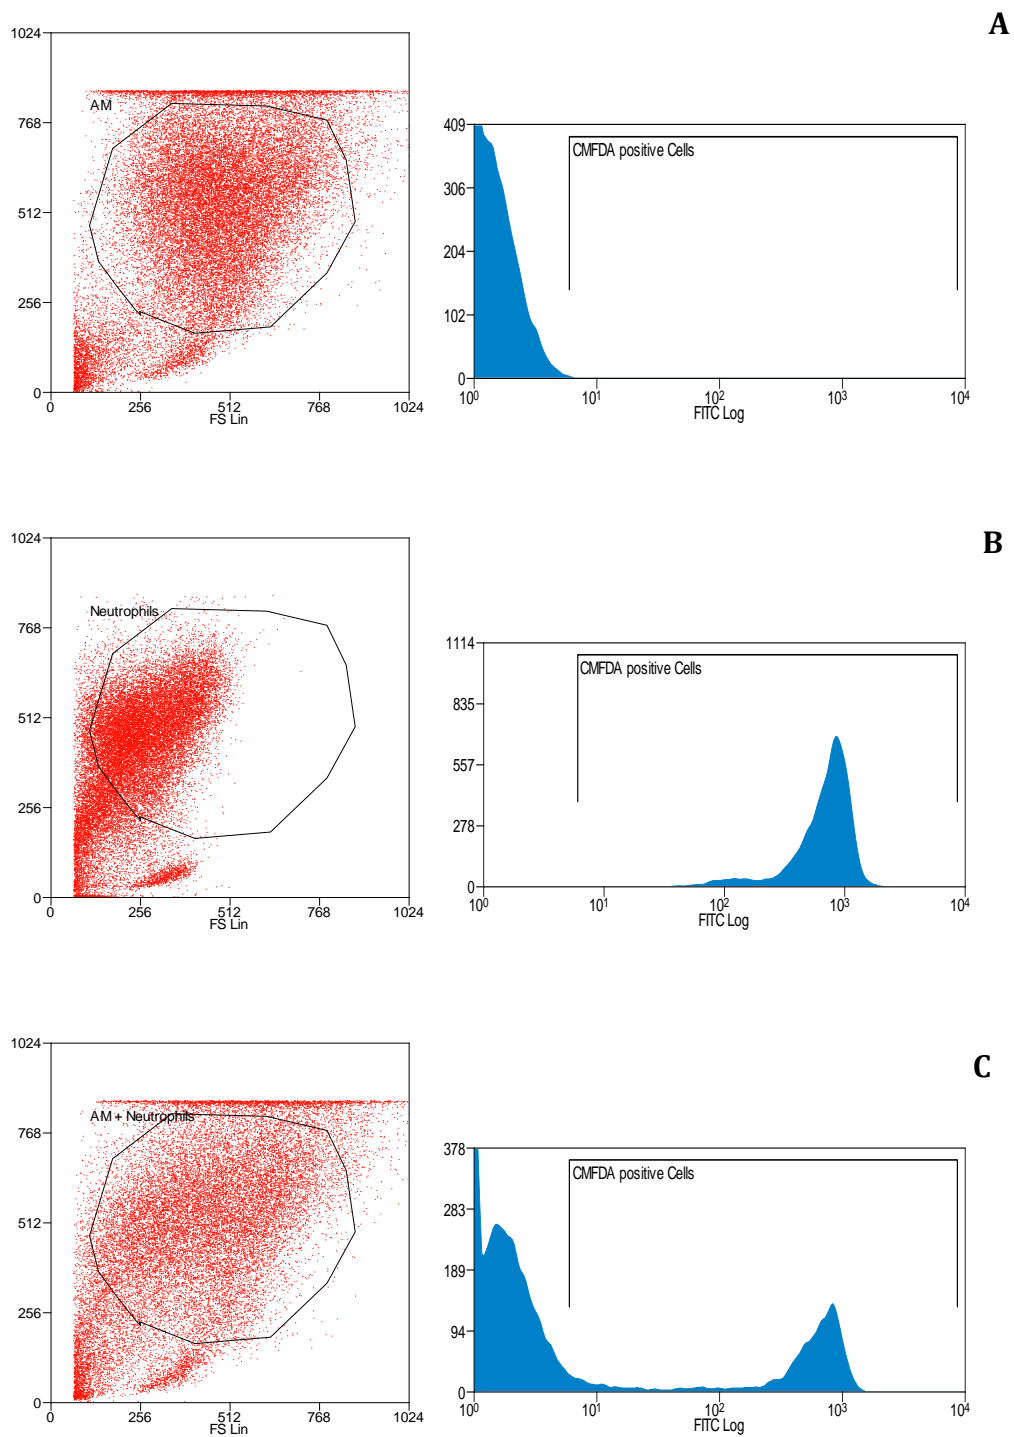 A
1024
768
512
256
0
AM
0 256 512 768 1024
FS Lin
409
306
204
102
0
CMFDA positive Cells
10⁰ 10¹ 10² 10³ 10⁴
FITC Log
B
1024
768
512
256
0
Neutrophils
0 256 512 768 1024
FS Lin
1114
835
557
278
0
CMFDA positive Cells
10⁰ 10¹ 10² 10³ 10⁴
FITC Log
C
1024
768
512
256
0
AM + Neutrophils
0 256 512 768 1024
FS Lin
378
283
189
94
0
CMFDA positive Cells
10⁰ 10¹ 10² 10³ 10⁴
FITC Log